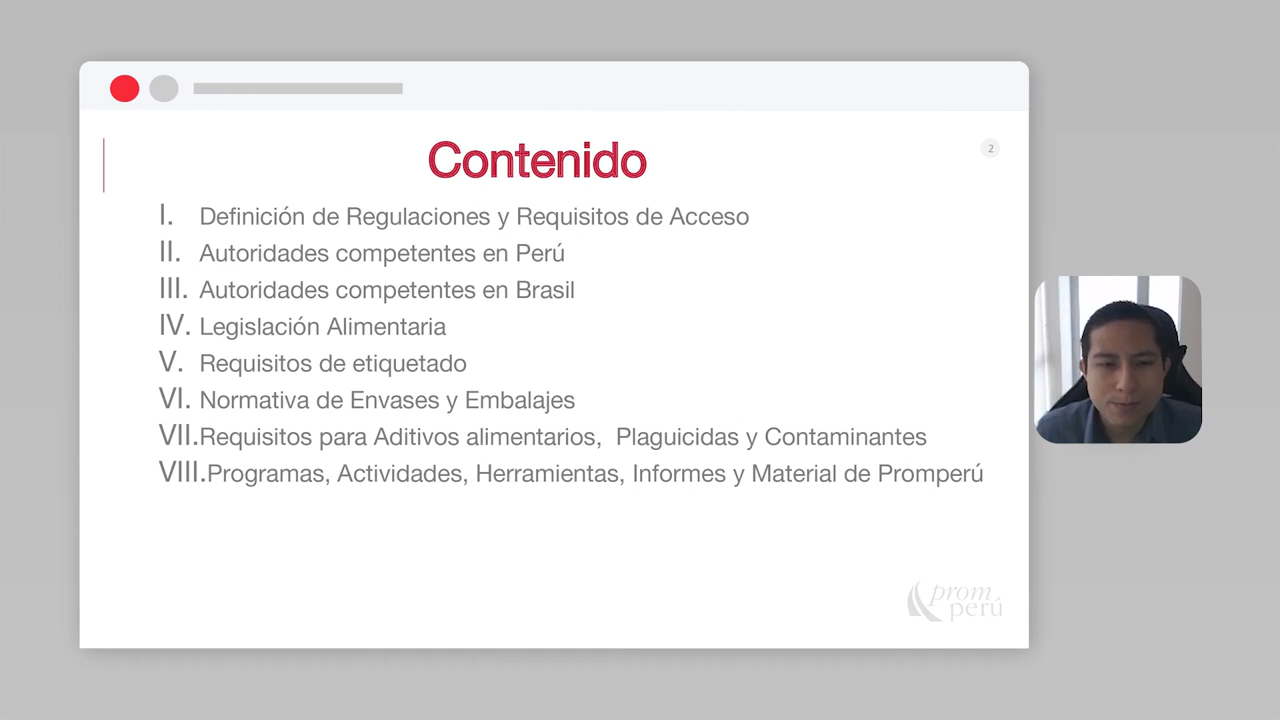 Contenido
2
I. Definición de Regulaciones y Requisitos de Acceso
II. Autoridades competentes en Perú
III. Autoridades competentes en Brasil
IV. Legislación Alimentaria
V. Requisitos de etiquetado
VI. Normativa de Envases y Embalajes
VII.Requisitos para Aditivos alimentarios,  Plaguicidas y Contaminantes
VIII.Programas, Actividades, Herramientas, Informes y Material de Promperú
prom
perú